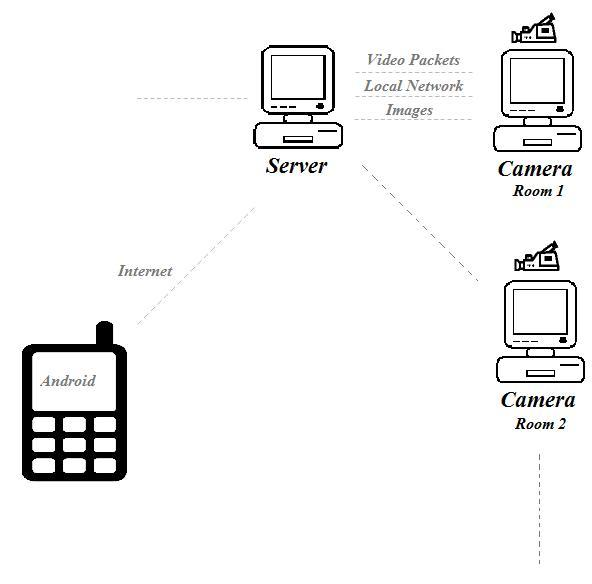 Video Packets
Local Network
Images
Server
Camera
Room 1
Internet
Android
Camera
Room 2